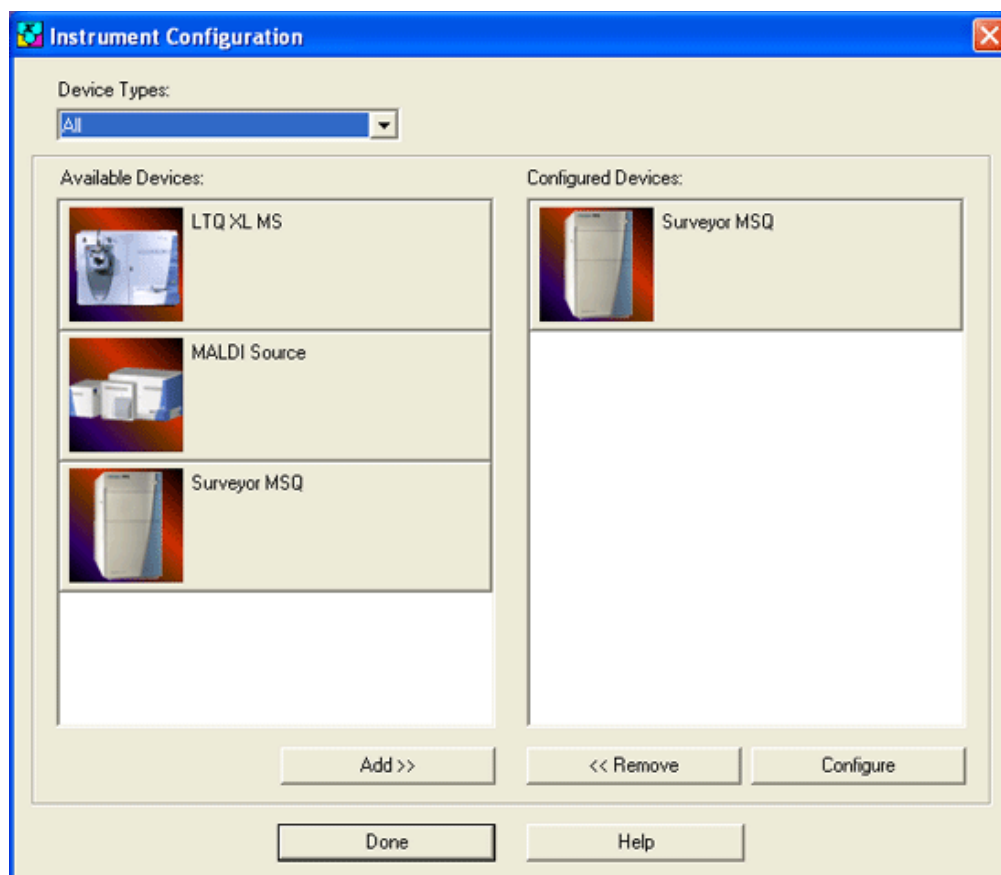 Instrument Configuration
Device Types:
All
Available Devices:
LTQ XL MS
MALDI Source
Surveyor MSQ
Configured Devices:
Surveyor MSQ
Add >>
<< Remove
Configure
Done
Help